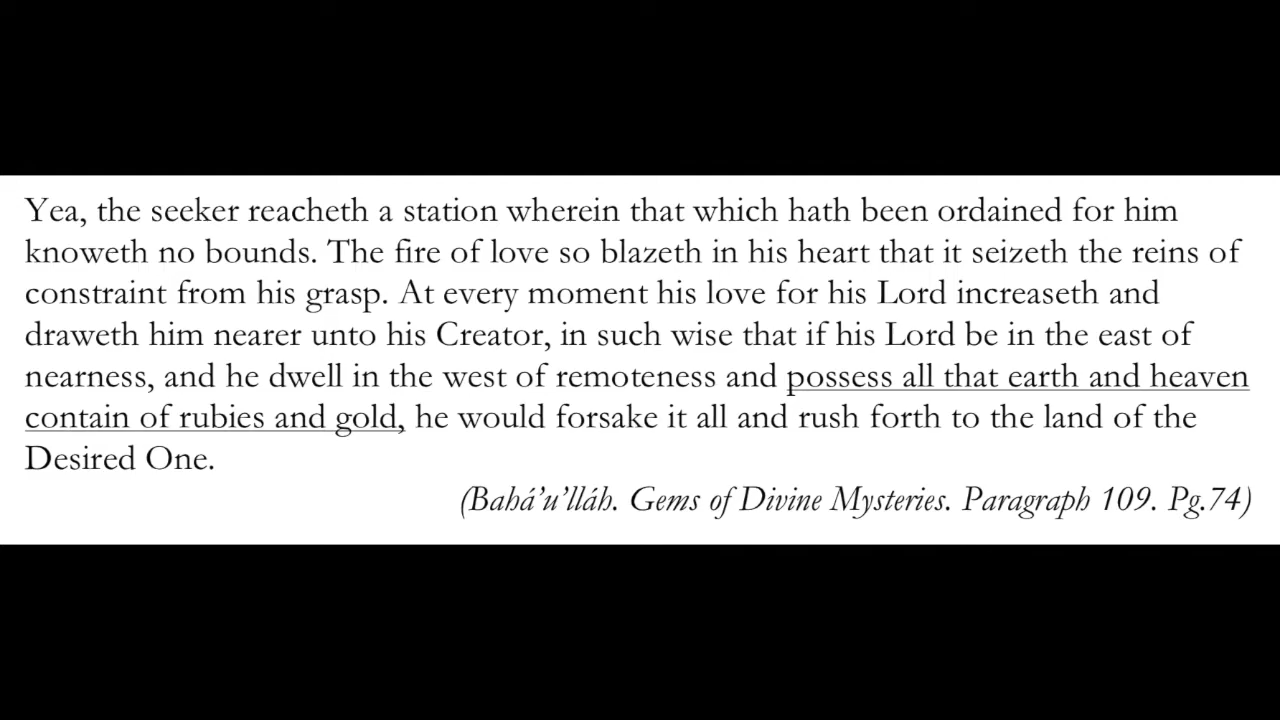 Yea, the seeker reacheth a station wherein that which hath been ordained for him
knoweth no bounds. The fire of love so blazeth in his heart that it seizeth the reins of
constraint from his grasp. At every moment his love for his Lord increaseth and
draweth him nearer unto his Creator, in such wise that if his Lord be in the east of
nearness, and he dwell in the west of remoteness and possess all that earth and heaven
contain of rubies and gold, he would forsake it all and rush forth to the land of the
Desired One.
(Bahá’u’lláh. Gems of Divine Mysteries. Paragraph 109. Pg.74)